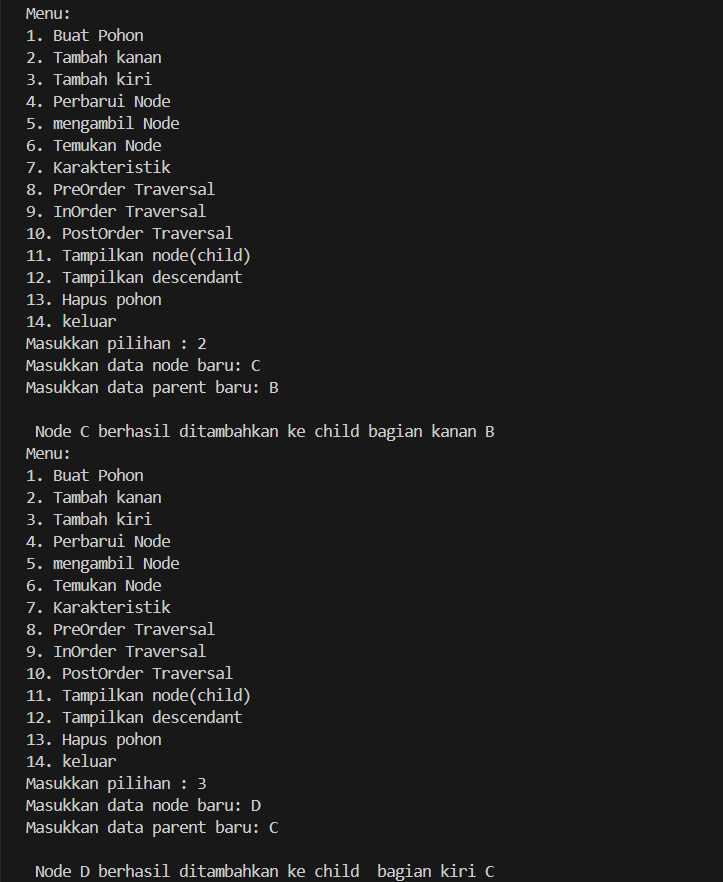 Menu:
1. Buat Pohon
2. Tambah kanan
3. Tambah kiri
4. Perbarui Node
5. mengambil Node
6. Temukan Node
7. Karakteristik
8. PreOrder Traversal
9. InOrder Traversal
10. PostOrder Traversal
11. Tampilkan node(child)
12. Tampilkan descendant
13. Hapus pohon
14. keluar
Masukkan pilihan : 2
Masukkan data node baru: C
Masukkan data parent baru: B
Node C berhasil ditambahkan ke child bagian kanan B
Menu:
1. Buat Pohon
2. Tambah kanan
3. Tambah kiri
4. Perbarui Node
5. mengambil Node
6. Temukan Node
7. Karakteristik
8. PreOrder Traversal
9. InOrder Traversal
10. PostOrder Traversal
11. Tampilkan node(child)
12. Tampilkan descendant
13. Hapus pohon
14. keluar
Masukkan pilihan : 3
Masukkan data node baru: D
Masukkan data parent baru: C
Node D berhasil ditambahkan ke child  bagian kiri C